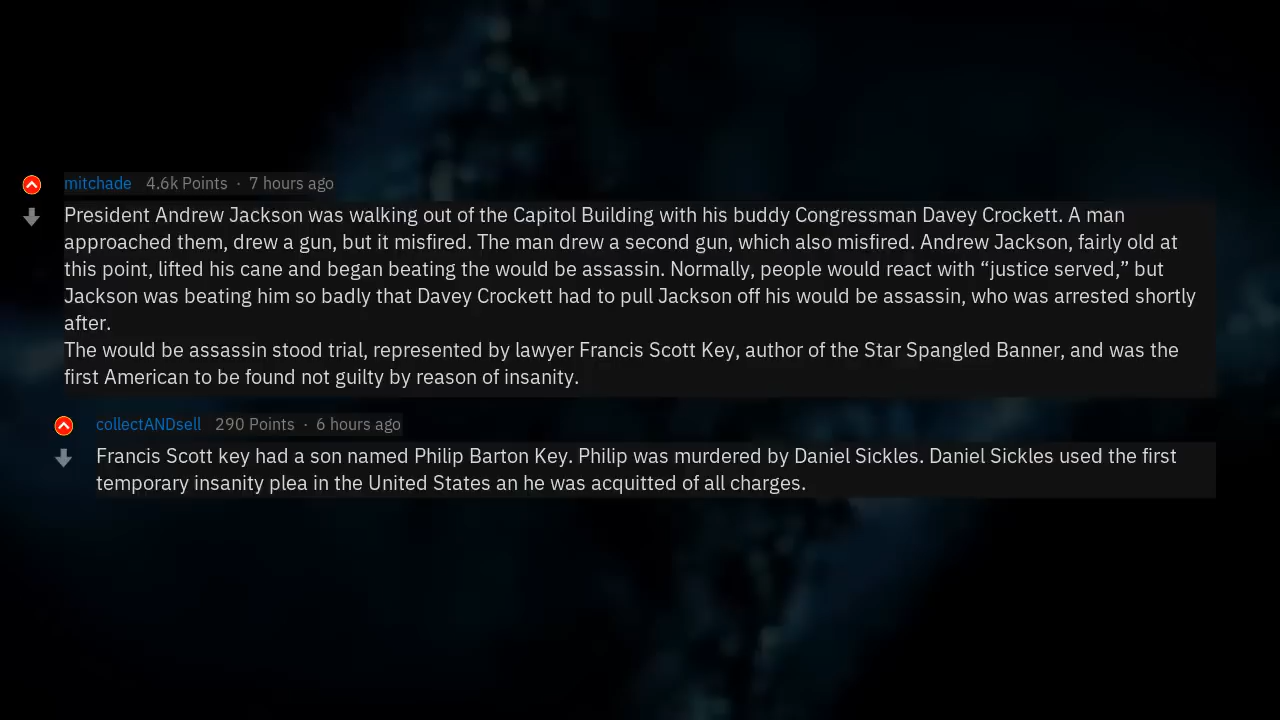 mitchade 4.6k Points · 7 hours ago
President Andrew Jackson was walking out of the Capitol Building with his buddy Congressman Davey Crockett. A man
approached them, drew a gun, but it misfired. The man drew a second gun, which also misfired. Andrew Jackson, fairly old at
this point, lifted his cane and began beating the would be assassin. Normally, people would react with “justice served,” but
Jackson was beating him so badly that Davey Crockett had to pull Jackson off his would be assassin, who was arrested shortly
after.
The would be assassin stood trial, represented by lawyer Francis Scott Key, author of the Star Spangled Banner, and was the
first American to be found not guilty by reason of insanity.
collectANDsell 290 Points · 6 hours ago
Francis Scott key had a son named Philip Barton Key. Philip was murdered by Daniel Sickles. Daniel Sickles used the first
temporary insanity plea in the United States an he was acquitted of all charges.